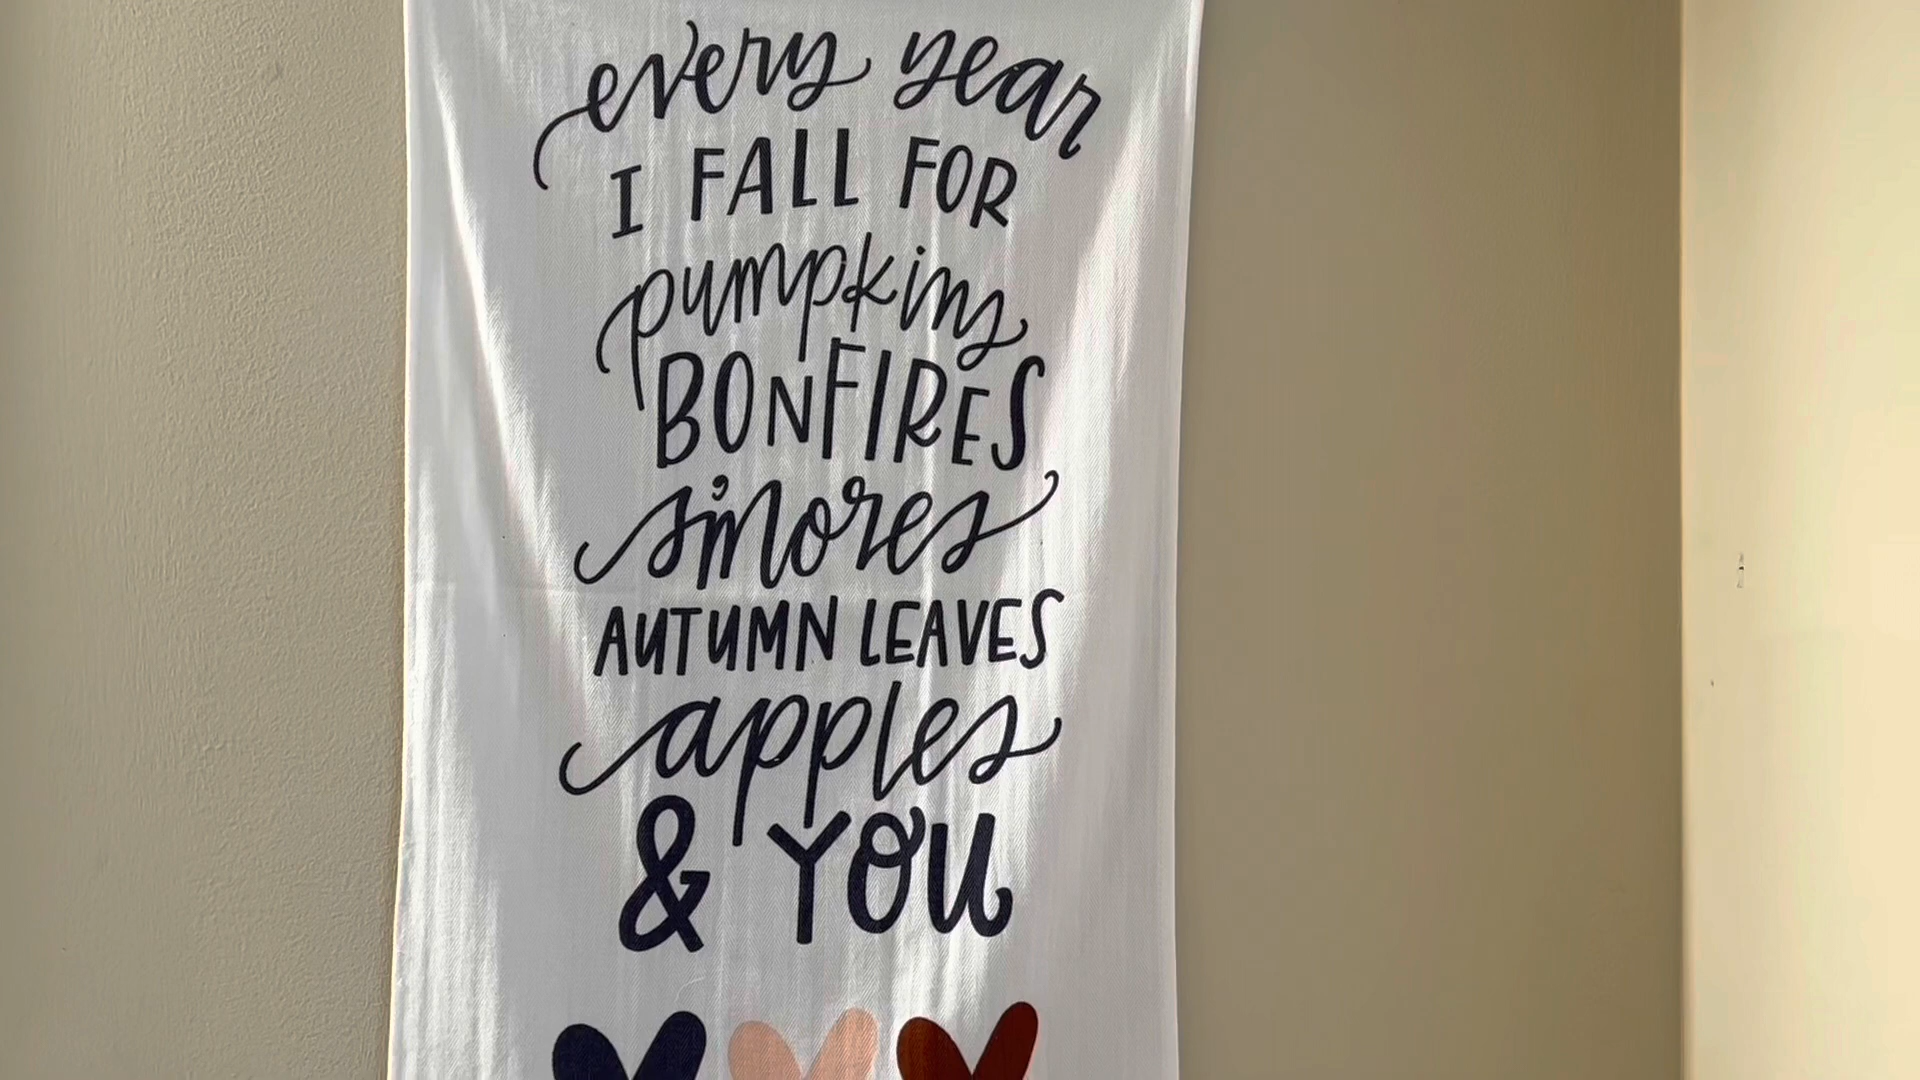 every year
I FALL FOR
pumpkins
BONFIRES
s'mores
AUTUMN LEAVES
apples
& YOU